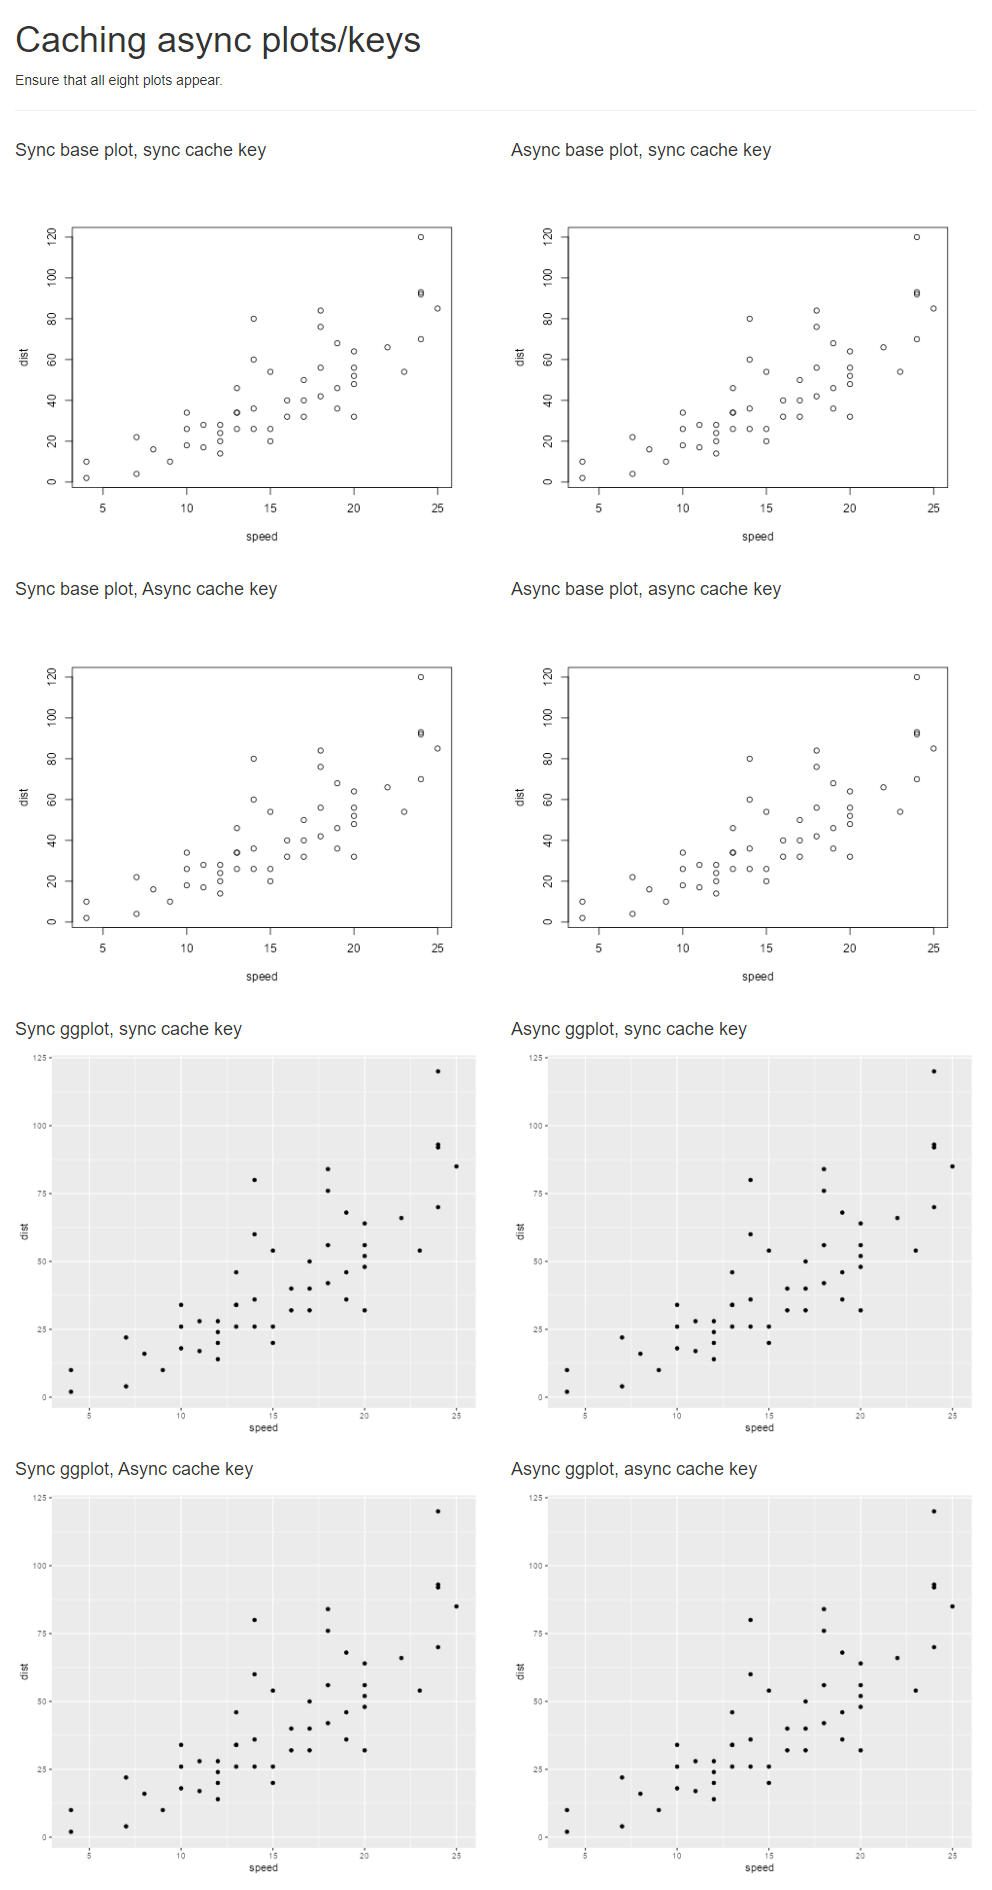 Caching async plots/keys
Ensure that all eight plots appear.
Sync base plot, sync cache key
Async base plot, sync cache key
120
100
80
60
40
20
0
dist
5 10 15 20 25
speed
120
100
80
60
40
20
0
dist
5 10 15 20 25
speed
Sync base plot, Async cache key
Async base plot, async cache key
120
100
80
60
40
20
0
dist
5 10 15 20 25
speed
120
100
80
60
40
20
0
dist
5 10 15 20 25
speed
Sync ggplot, sync cache key
Async ggplot, sync cache key
125
100
75
50
25
0
dist
5 10 15 20 25
speed
125
100
75
50
25
0
dist
5 10 15 20 25
speed
Sync ggplot, Async cache key
Async ggplot, async cache key
125
100
75
50
25
0
dist
5 10 15 20 25
speed
125
100
75
50
25
0
dist
5 10 15 20 25
speed